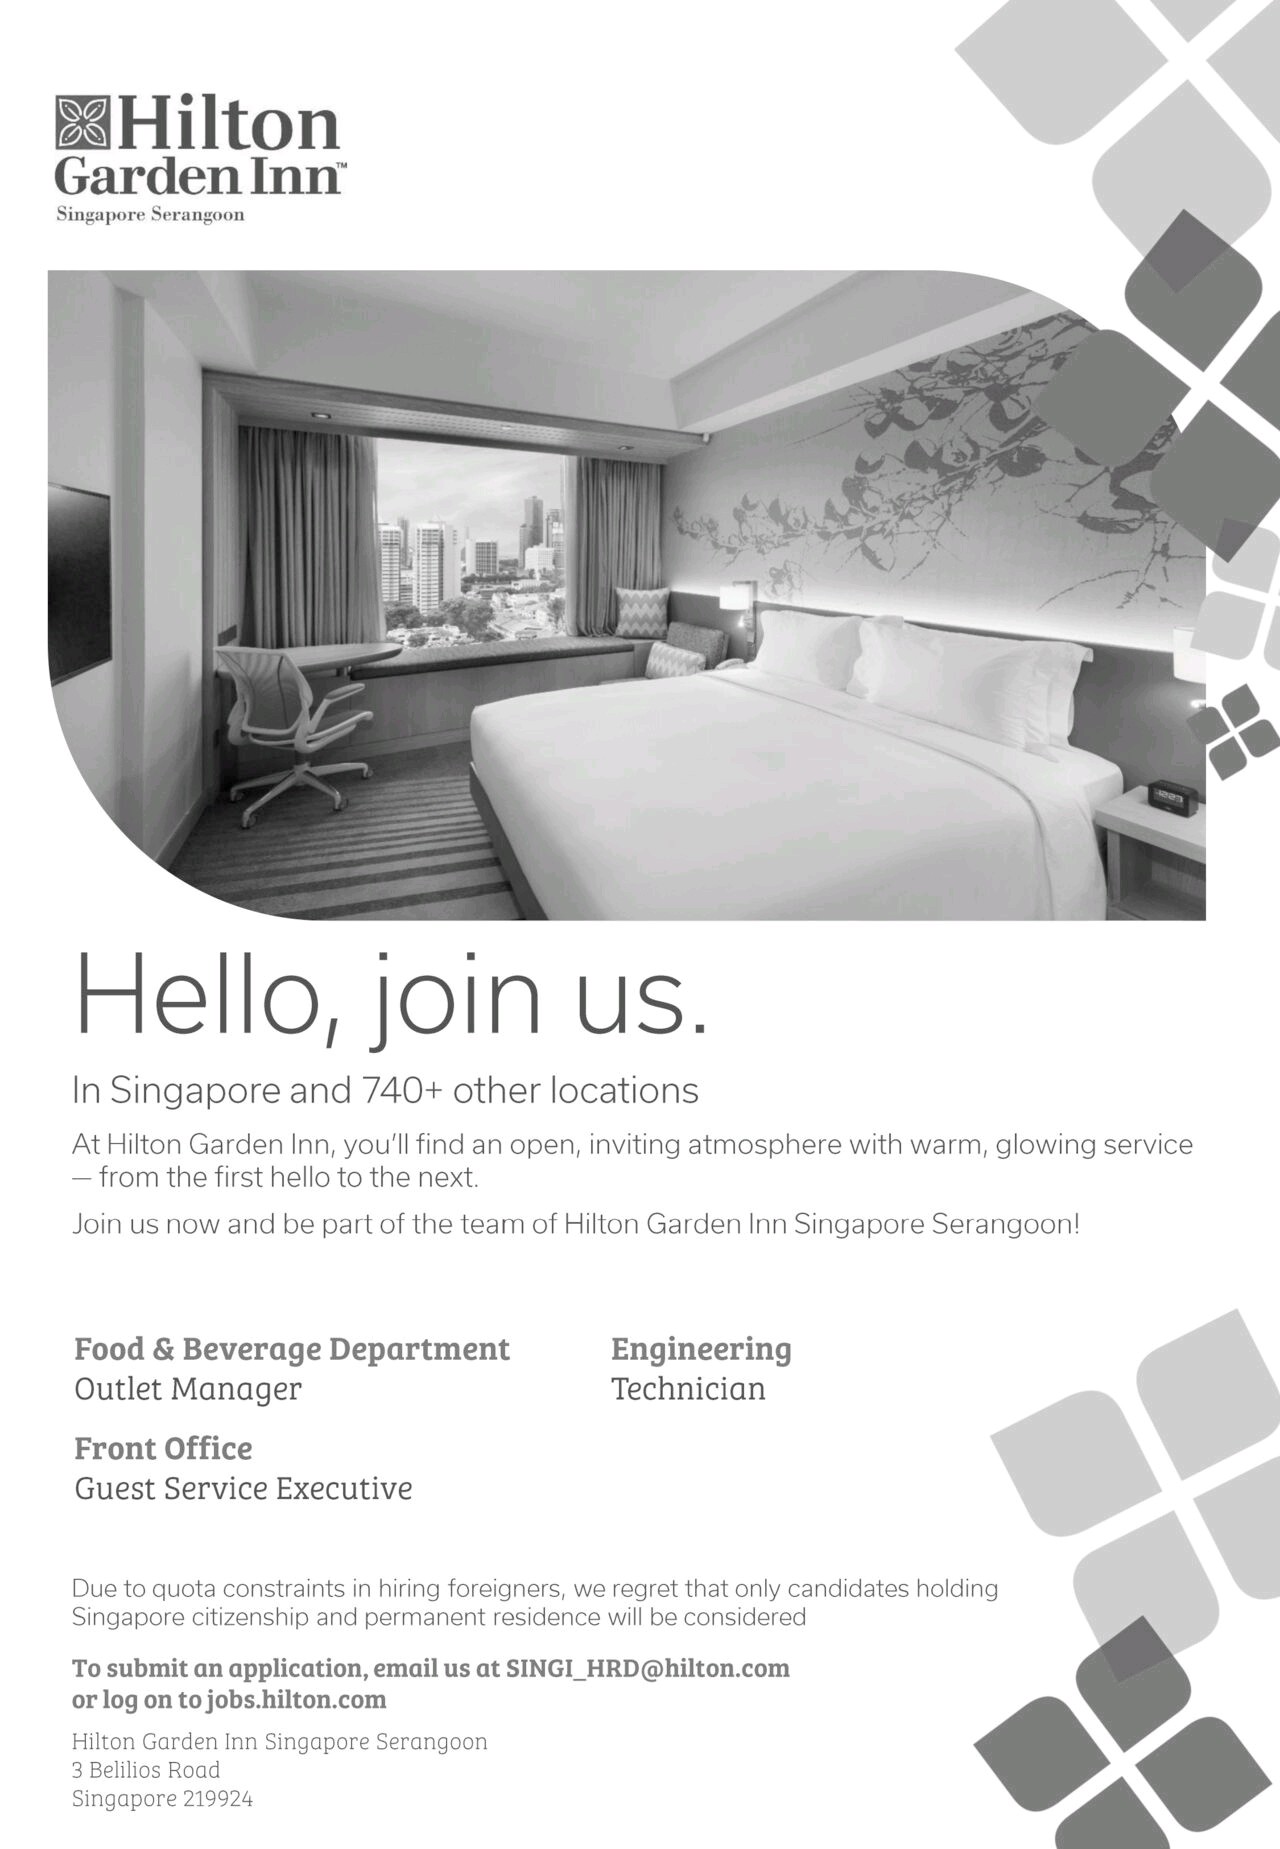 Hilton
Garden Inn™
Singapore Serangoon
Hello, join us.
In Singapore and 740+ other locations
At Hilton Garden Inn, you'll find an open, inviting atmosphere with warm, glowing service
— from the first hello to the next.
Join us now and be part of the team of Hilton Garden Inn Singapore Serangoon!
Food & Beverage Department
Outlet Manager
Engineering
Technician
Front Office
Guest Service Executive
Due to quota constraints in hiring foreigners, we regret that only candidates holding
Singapore citizenship and permanent residence will be considered
To submit an application, email us at SINGI_HRD@hilton.com
or log on to jobs.hilton.com
Hilton Garden Inn Singapore Serangoon
3 Belilios Road
Singapore 219924